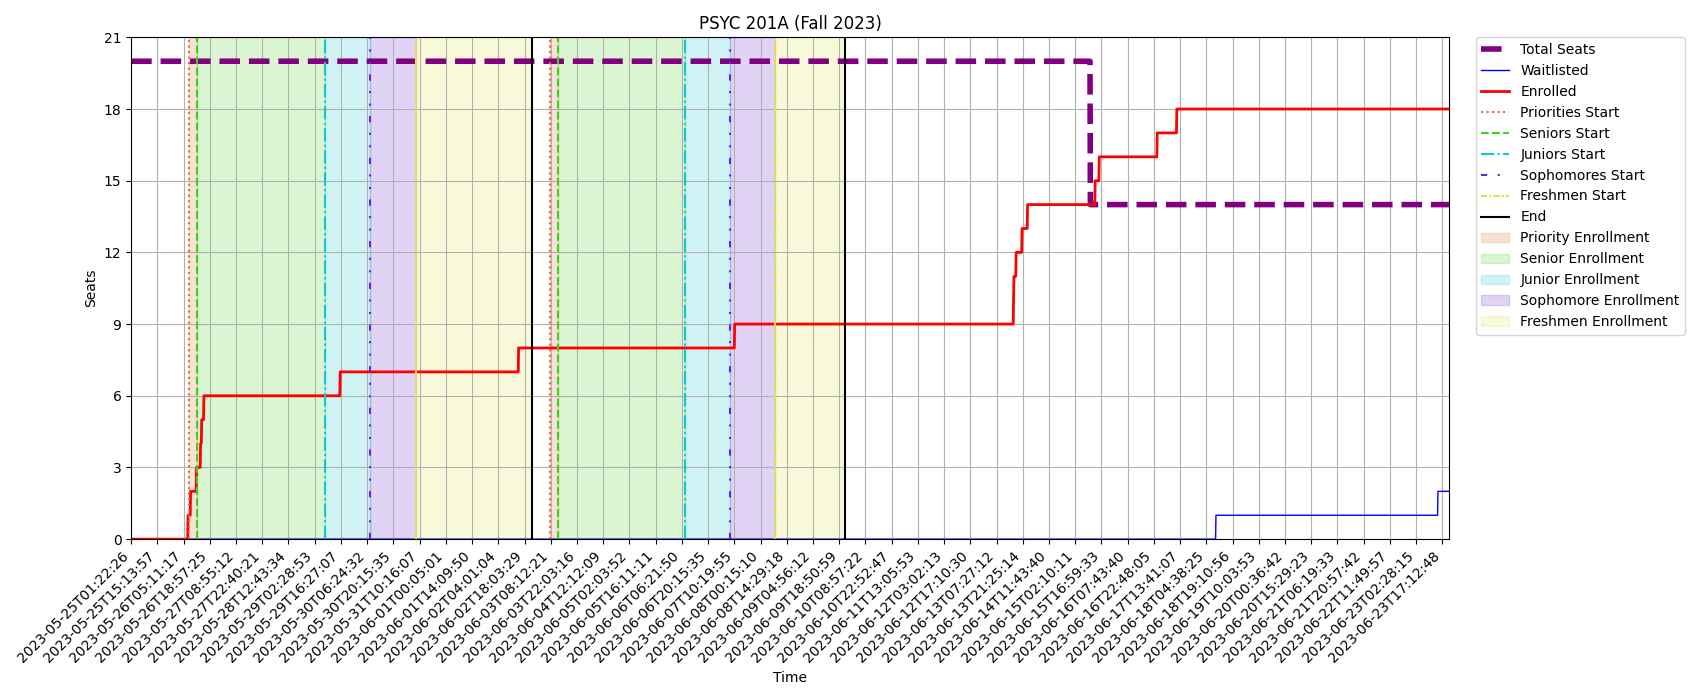 PSYC 201A (Fall 2023)
21
18
15
12
9
6
3
0
Seats
2023-05-25T01:22:26
2023-05-25T15:13:57
2023-05-26T05:11:17
2023-05-26T18:57:25
2023-05-27T08:55:12
2023-05-27T22:40:21
2023-05-28T12:43:34
2023-05-29T02:28:53
2023-05-29T16:27:07
2023-05-30T06:24:32
2023-05-30T20:15:35
2023-05-31T10:16:07
2023-06-01T00:05:01
2023-06-01T14:09:50
2023-06-02T04:01:04
2023-06-02T18:03:29
2023-06-03T08:12:21
2023-06-03T22:03:16
2023-06-04T12:12:09
2023-06-05T02:03:52
2023-06-05T16:11:11
2023-06-06T06:21:50
2023-06-06T20:15:35
2023-06-07T10:19:55
2023-06-08T00:15:10
2023-06-08T14:29:18
2023-06-09T04:56:12
2023-06-09T18:50:59
2023-06-10T08:57:22
2023-06-10T22:52:47
2023-06-11T13:05:53
2023-06-12T03:02:13
2023-06-12T17:10:30
2023-06-13T07:27:12
2023-06-13T21:25:14
2023-06-14T11:43:40
2023-06-15T02:10:11
2023-06-15T16:59:33
2023-06-16T07:43:40
2023-06-16T22:48:05
2023-06-17T13:41:07
2023-06-18T04:38:25
2023-06-18T19:10:56
2023-06-19T10:03:53
2023-06-20T00:36:42
2023-06-20T15:29:23
2023-06-21T06:19:33
2023-06-21T20:57:42
2023-06-22T11:49:57
2023-06-23T02:28:15
2023-06-23T17:12:48
Time
Total Seats
Waitlisted
Enrolled
Priorities Start
Seniors Start
Juniors Start
Sophomores Start
Freshmen Start
End
Priority Enrollment
Senior Enrollment
Junior Enrollment
Sophomore Enrollment
Freshmen Enrollment